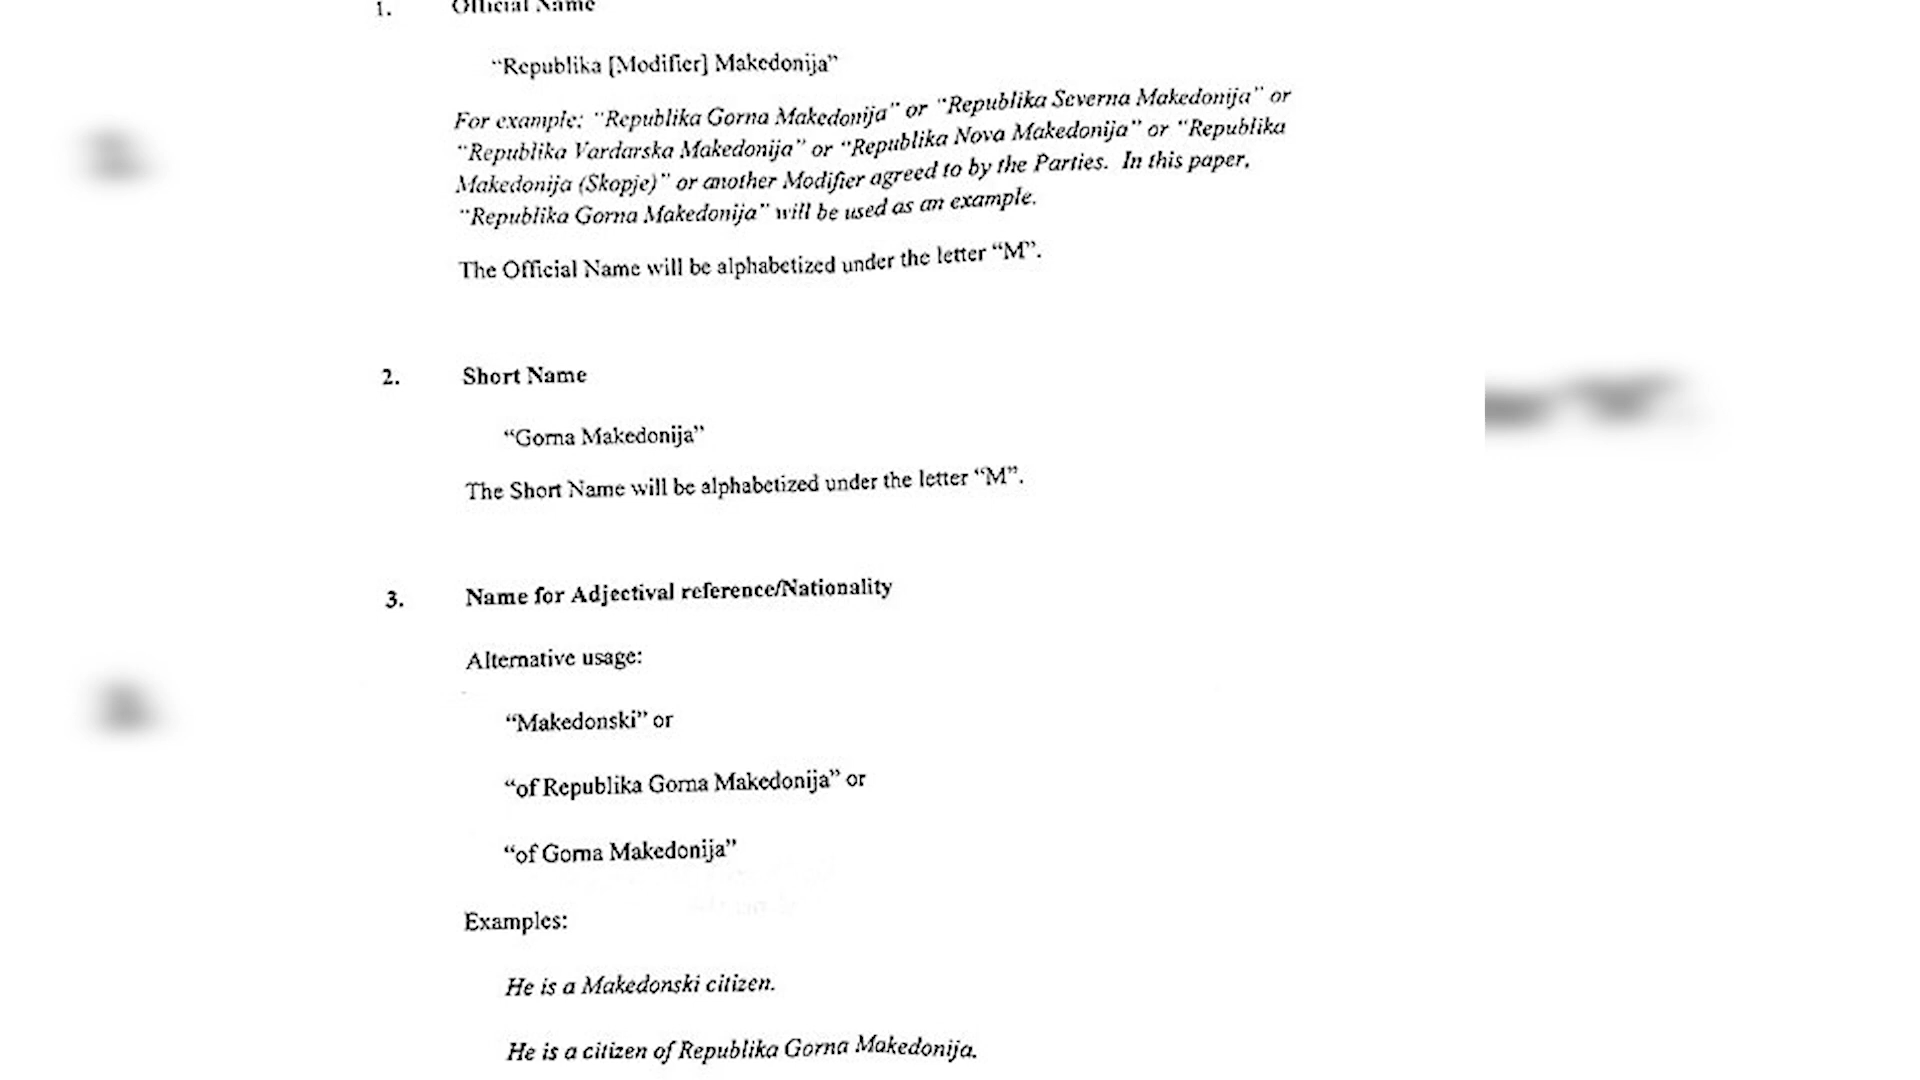 1. Official Name
“Republika [Modifier] Makedonija”
For example: “Republika Gorna Makedonija” or “Republika Severna Makedonija” or
“Republika Vardarska Makedonija” or “Republika Nova Makedonija” or “Republika
Makedonija (Skopje)” or another Modifier agreed to by the Parties. In this paper,
“Republika Gorna Makedonija” will be used as an example.
The Official Name will be alphabetized under the letter “M”.
2. Short Name
“Gorna Makedonija”
The Short Name will be alphabetized under the letter “M”.
3. Name for Adjectival reference/Nationality
Alternative usage:
“Makedonski” or
“of Republika Gorna Makedonija” or
“of Gorna Makedonija”
Examples:
He is a Makedonski citizen.
He is a citizen of Republika Gorna Makedonija.